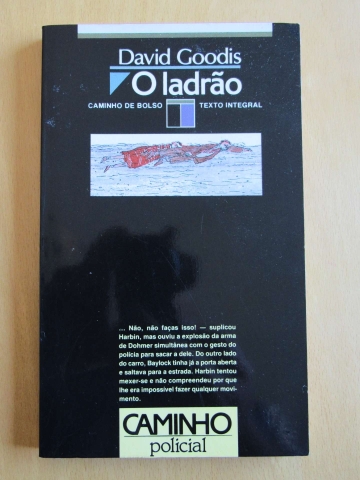 David Goodis
O ladrão
CAMINHO DE BOLSO TEXTO INTEGRAL
... Não, não faças isso! — suplicou
Harbin, mas ouviu a explosão da arma
de Dohmer simultânea com o gesto do
polícia para sacar a dele. Do outro lado
do carro, Baylock tinha já a porta aberta
e saltava para a estrada. Harbin tentou
mexer-se e não compreendeu por que
lhe era impossível fazer qualquer movi-
mento.
CAMINHO
policial